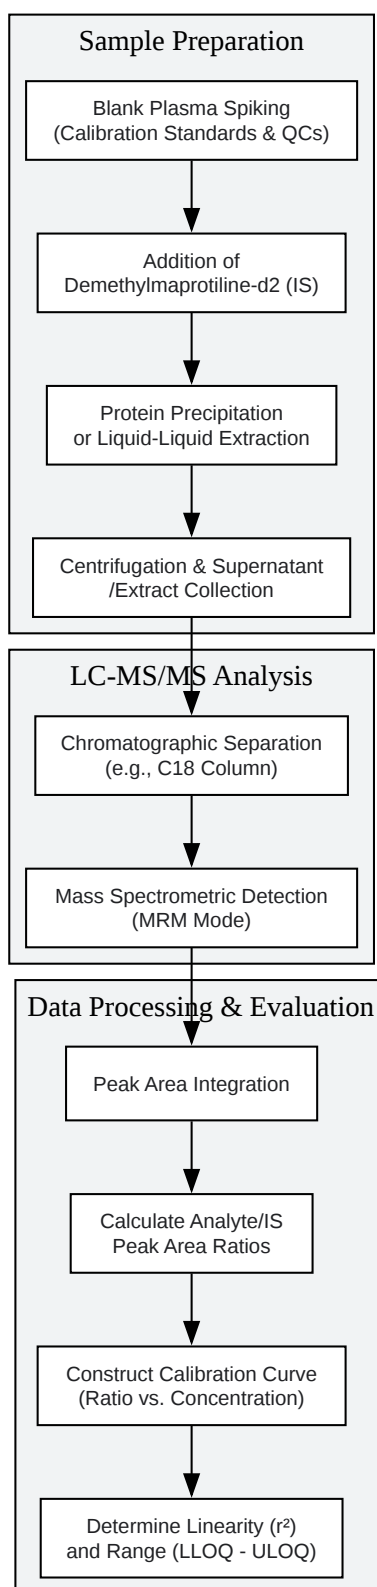 Sample Preparation
Blank Plasma Spiking
(Calibration Standards & QCs)
Addition of
Demethylmaprotiline-d2 (IS)
Protein Precipitation
or Liquid-Liquid Extraction
Centrifugation & Supernatant
/Extract Collection
LC-MS/MS Analysis
Chromatographic Separation
(e.g., C18 Column)
Mass Spectrometric Detection
(MRM Mode)
Data Processing & Evaluation
Peak Area Integration
Calculate Analyte/IS
Peak Area Ratios
Construct Calibration Curve
(Ratio vs. Concentration)
Determine Linearity (r²)
and Range (LLOQ - ULOQ)